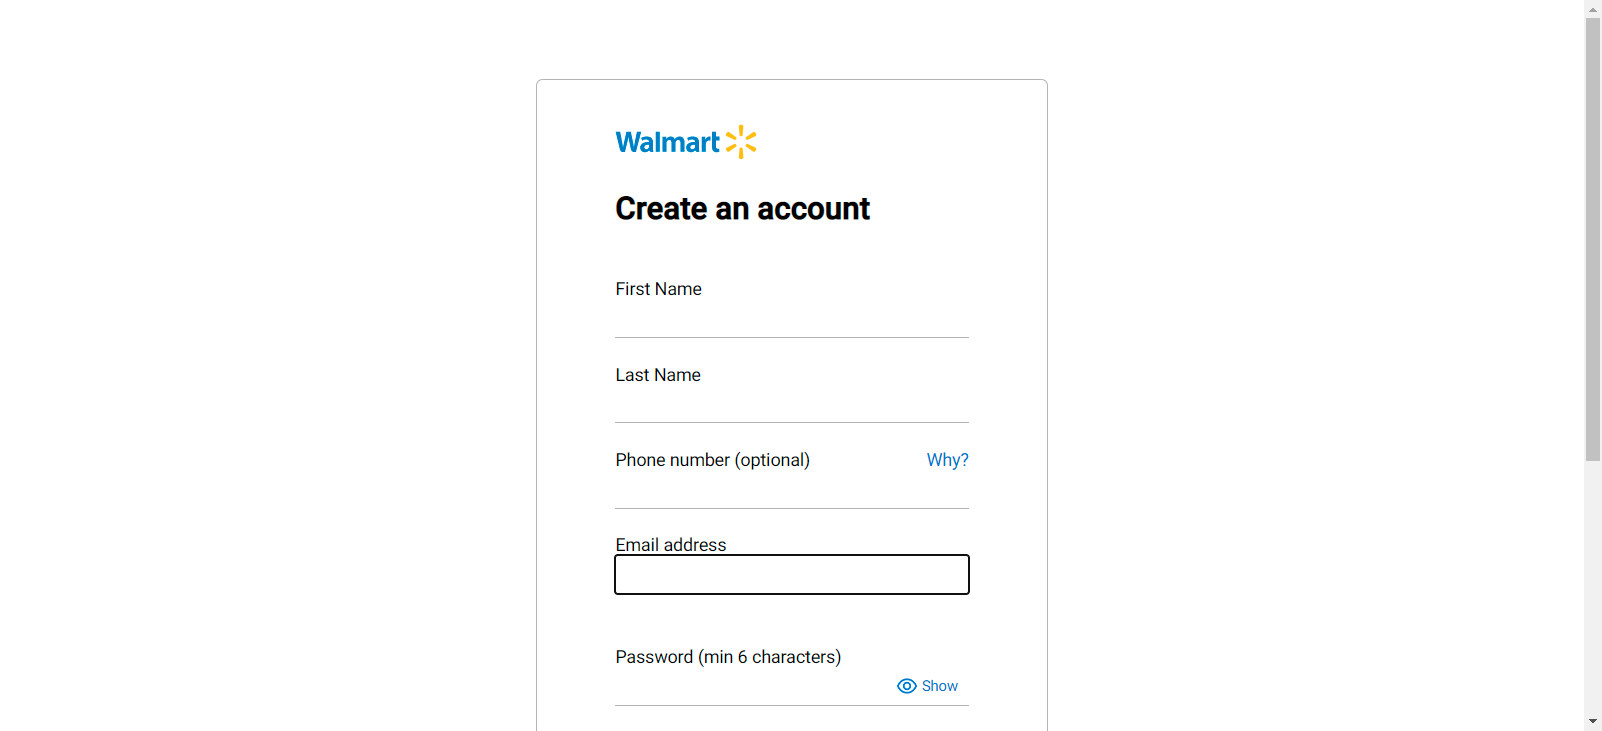 Walmart
Create an account
First Name
Last Name
Phone number (optional) Why?
Email address
Password (min 6 characters)
Show